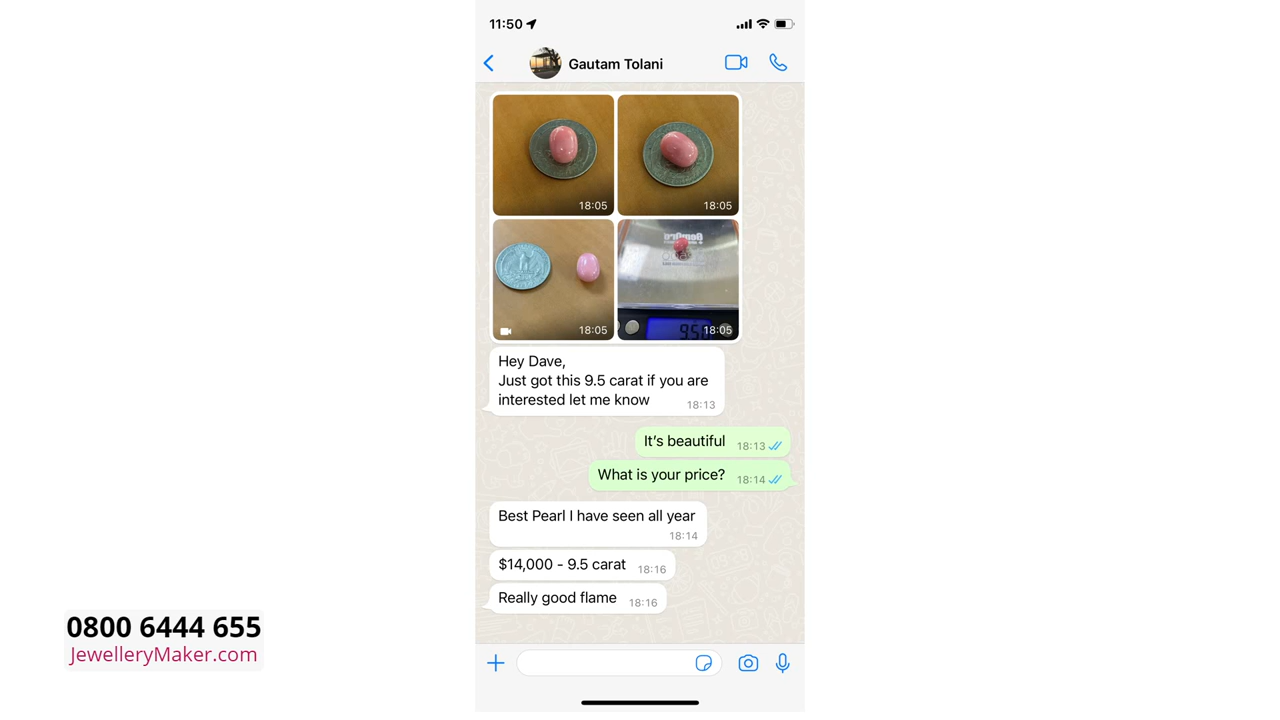 11:50
Gautam Tolani
18:05
18:05
18:05
9.50
18:05
Hey Dave,
Just got this 9.5 carat if you are
interested let me know
18:13
It’s beautiful 18:13
What is your price? 18:14
Best Pearl I have seen all year
18:14
$14,000 - 9.5 carat 18:16
Really good flame 18:16
0800 6444 655
JewelleryMaker.com